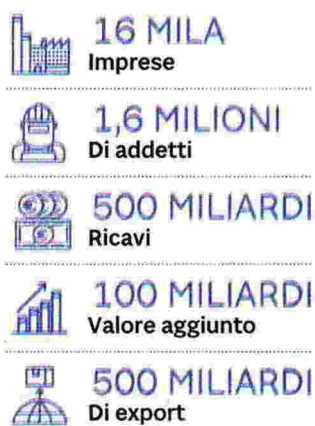 16 MILA
Imprese
1,6 MILIONI
Di addetti
500 MILIARDI
Ricavi
100 MILIARDI
Valore aggiunto
500 MILIARDI
Di export